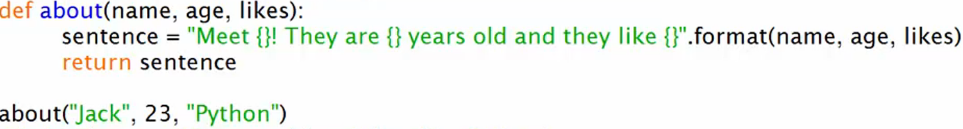 def about(name, age, likes):
    sentence = "Meet {}! They are {} years old and they like {}".format(name, age, likes)
    return sentence

about("Jack", 23, "Python")